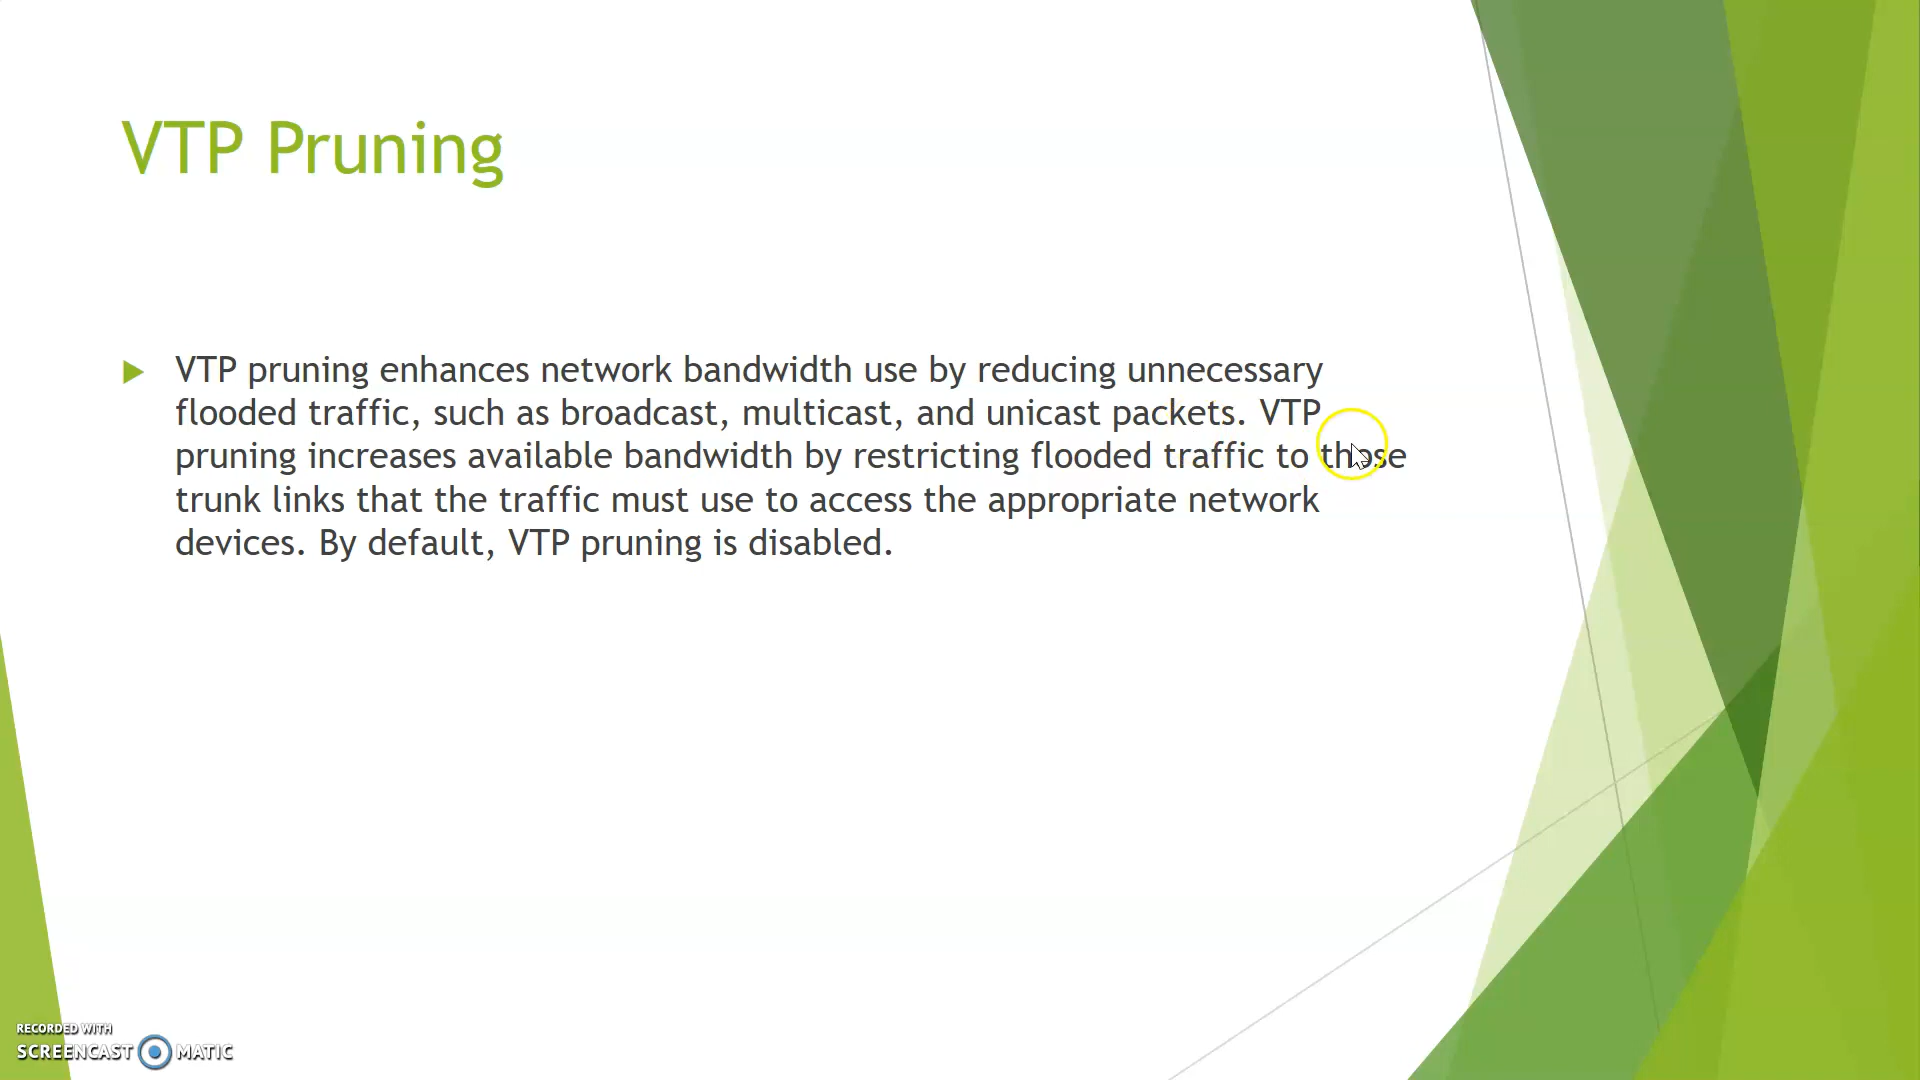 VTP Pruning
VTP pruning enhances network bandwidth use by reducing unnecessary
flooded traffic, such as broadcast, multicast, and unicast packets. VTP
pruning increases available bandwidth by restricting flooded traffic to those
trunk links that the traffic must use to access the appropriate network
devices. By default, VTP pruning is disabled.
RECORDED WITH
SCREENCAST MATIC